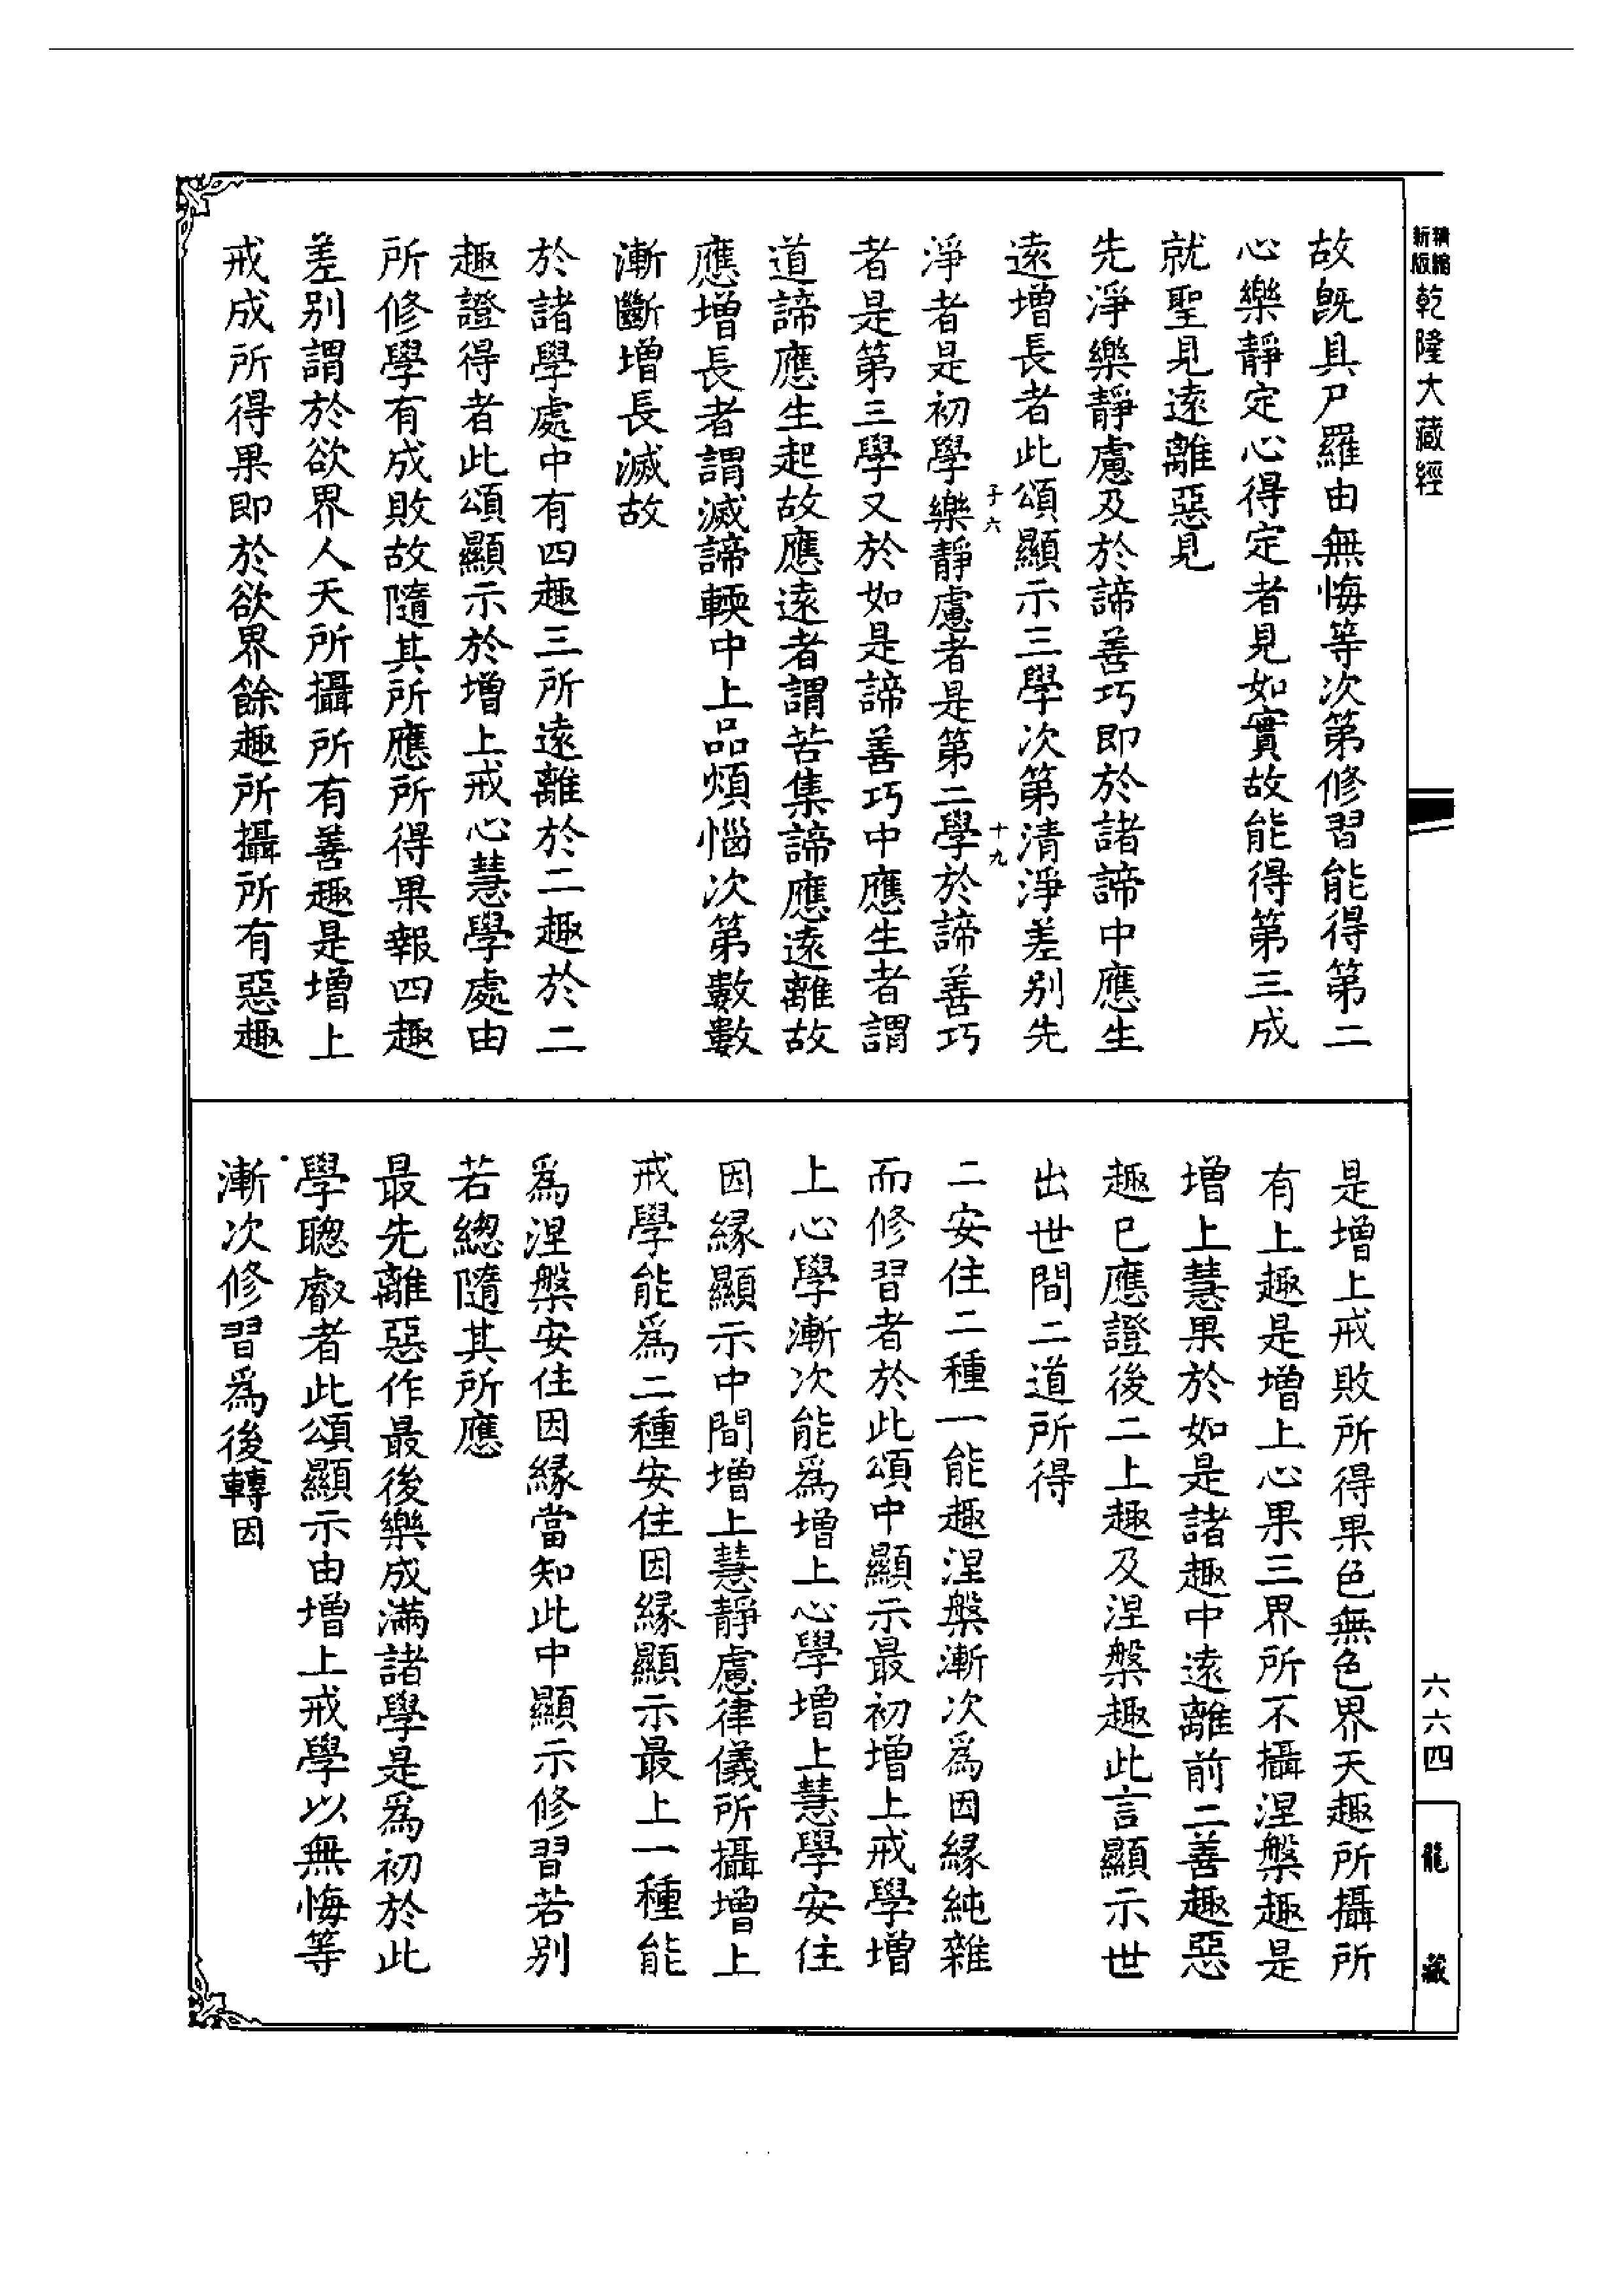 精縮
新版
乾隆大藏經
故既具尸羅由無悔等次第修習能得第二
心樂靜定心得定者見如實故能得第三成
就聖見遠離惡見
先淨樂靜慮及於諦善巧即於諸諦中應生
遠增長者此頌顯示三學次第清淨差別先
子六
十九
淨者是初學樂靜慮者是第二學於諦善巧
者是第三學又於如是諦善巧中應生者謂
道諦應生起故應遠者謂苦集諦應遠離故
應增長者謂滅諦輭中上品煩惱次第數數
漸斷增長滅故
於諸學處中有四趣三所遠離於二趣於二
趣證得者此頌顯示於增上戒心慧學處由
所修學有成敗故隨其所應所得果報四趣
差别謂於欲界人天所攝所有善趣是增上
戒成所得果即於欲界餘趣所攝所有惡趣
是增上戒敗所得果色無色界天趣所攝所
有上趣是增上心果三界所不攝涅槃趣是
增上慧果於如是諸趣中遠離前二善趣惡
趣已應證後二上趣及涅槃趣此言顯示世
出世間二道所得
二安住二種一能趣涅槃漸次為因緣純雜
而修習者於此頌中顯示最初增上戒學增
上心學漸次能為增上心學增上慧學安住
因緣顯示中間增上慧靜慮律儀所攝增上
戒學能為二種安住因緣顯示最上一種能
為涅槃安住因緣當知此中顯示修習若别
若緫隨其所應
最先離惡作最後樂成滿諸學是為初於此
學聰叡者此頌顯示由增上戒學以無悔等
漸次修習為後轉因
六六四
龍藏